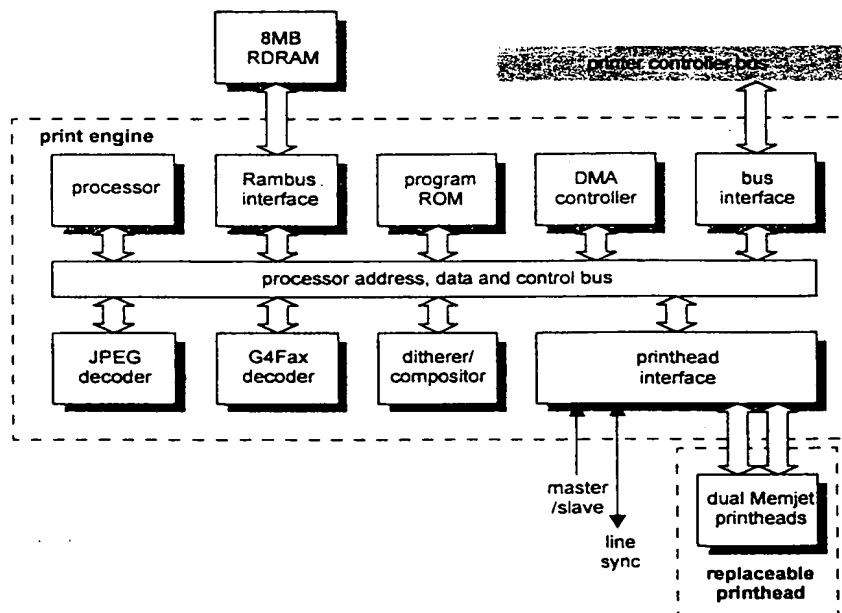 8MB
RDRAM
printer controller bus
print engine
processor
Rambus
interface
program
ROM
DMA
controller
bus
interface
processor address, data and control bus
JPEG
decoder
G4Fax
decoder
ditherer/
compositor
printhead
interface
master
/slave
line
sync
dual Memjet
printheads
replaceable
printhead